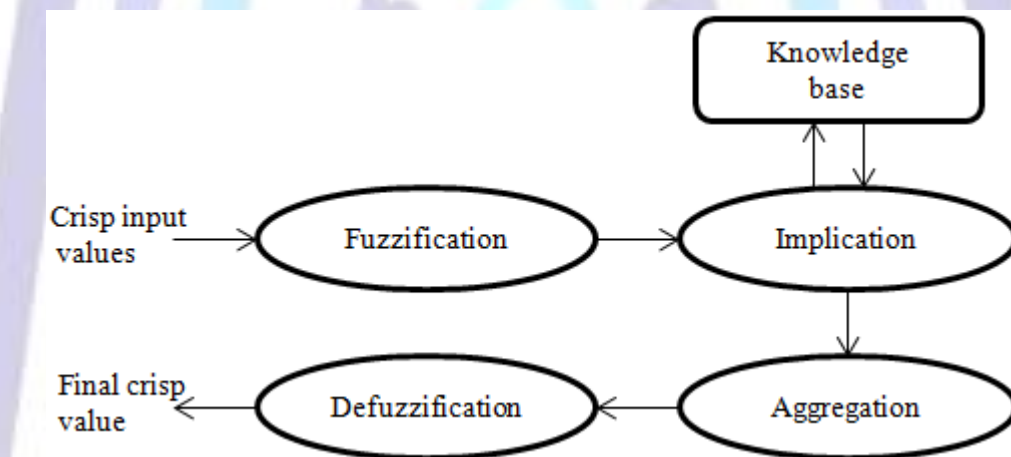 Knowledge
base
Crisp input
values
Fuzzification
Implication
Final crisp
value
Defuzzification
Aggregation